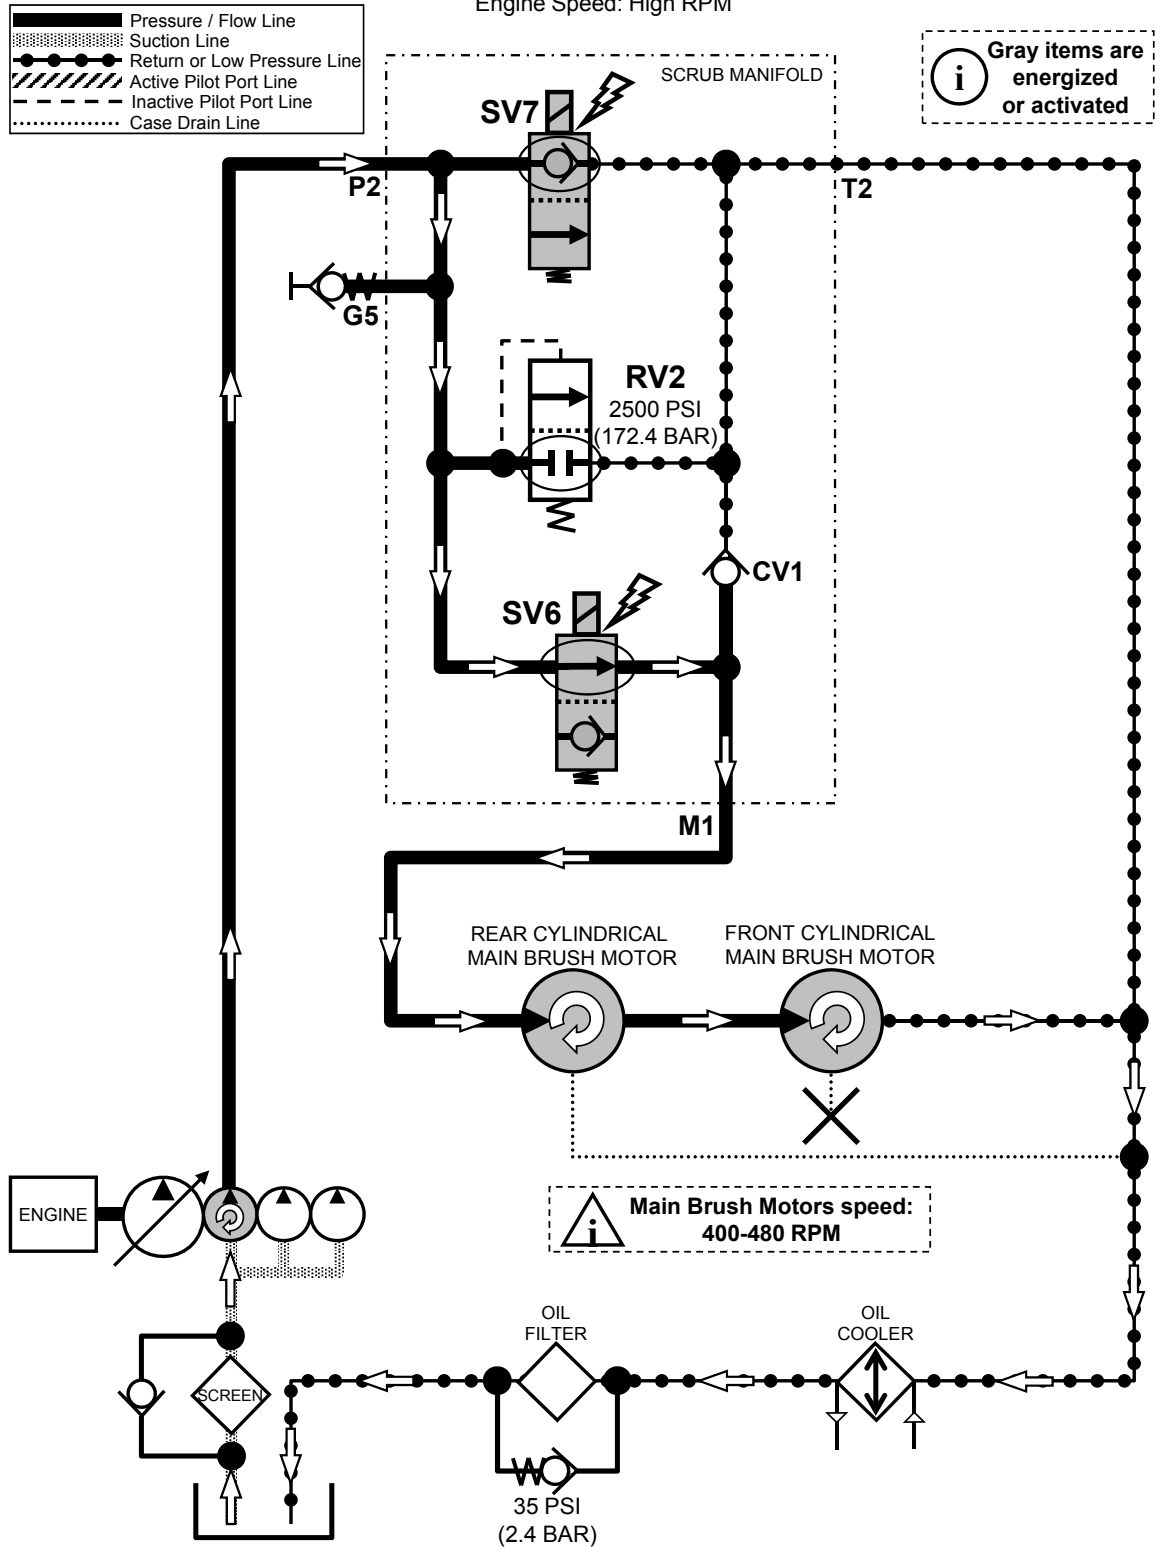 Engine Speed: High RPM
Pressure / Flow Line
Suction Line
Return or Low Pressure Line
Active Pilot Port Line
Inactive Pilot Port Line
Case Drain Line
SCRUB MANIFOLD
i
Gray items are
energized
or activated
SV7
P2
T2
G5
RV2
2500 PSI
(172.4 BAR)
CV1
SV6
M1
REAR CYLINDRICAL
MAIN BRUSH MOTOR
FRONT CYLINDRICAL
MAIN BRUSH MOTOR
ENGINE
i
Main Brush Motors speed:
400-480 RPM
OIL
FILTER
OIL
COOLER
SCREEN
35 PSI
(2.4 BAR)